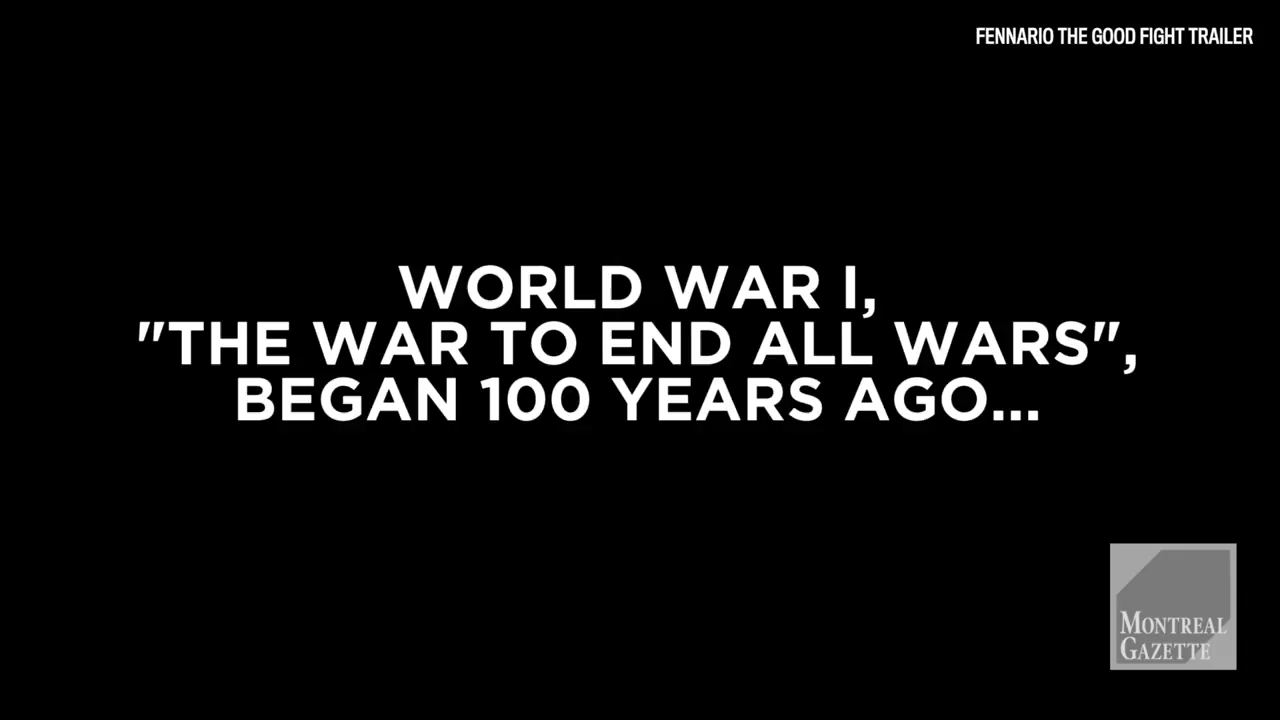 FENNARIO THE GOOD FIGHT TRAILER
WORLD WAR I,
"THE WAR TO END ALL WARS",
BEGAN 100 YEARS AGO...
MONTREAL
GAZETTE